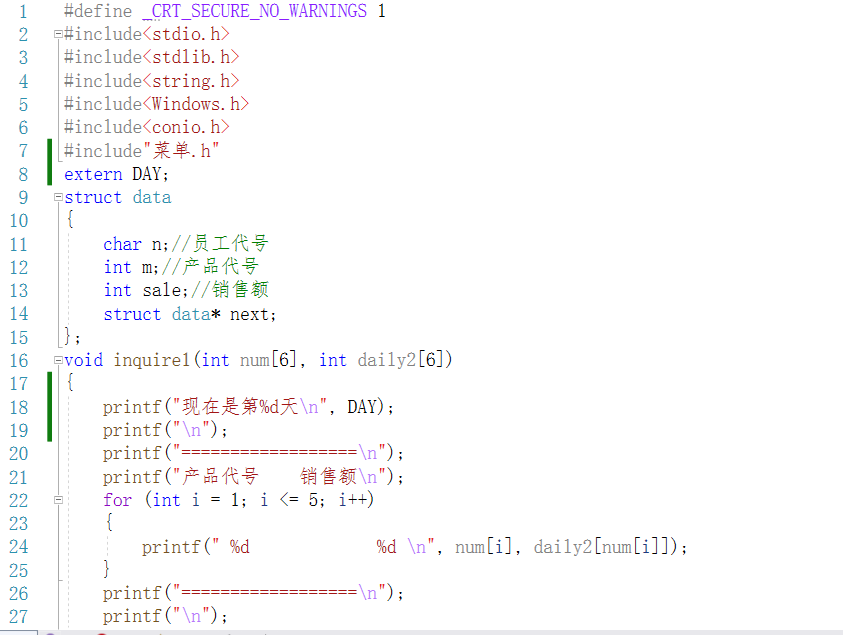 1 #define _CRT_SECURE_NO_WARNINGS 1
2 #include<stdio.h>
3 #include<stdlib.h>
4 #include<string.h>
5 #include<Windows.h>
6 #include<conio.h>
7 #include"菜单.h"
8 extern DAY;
9 struct data
10 {
11 char n;//员工代号
12 int m;//产品代号
13 int sale;//销售额
14 struct data* next;
15 };
16 void inquire1(int num[6], int daily2[6])
17 {
18 printf("现在是第%d天\n", DAY);
19 printf("\n");
20 printf("==================\n");
21 printf("产品代号    销售额\n");
22 for (int i = 1; i <= 5; i++)
23 {
24 printf(" %d             %d \n", num[i], daily2[num[i]]);
25 }
26 printf("==================\n");
27 printf("\n");